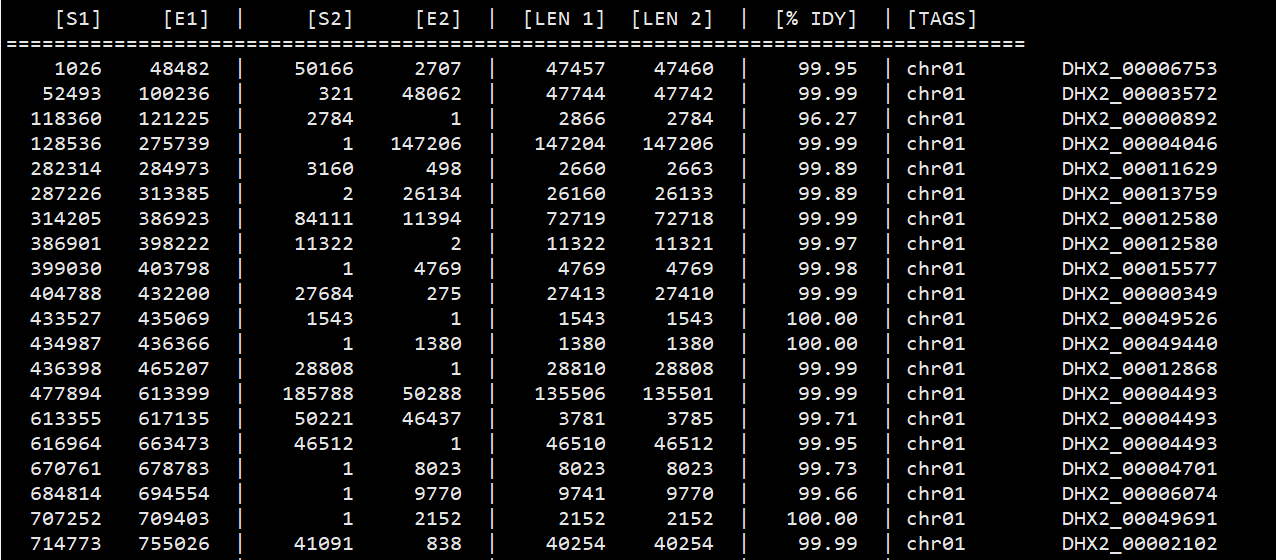 [S1] [E1] | [S2] [E2] | [LEN 1] [LEN 2] | [% IDY] | [TAGS]
=====================================================================================
1026 48482 | 50166 2707 | 47457 47460 | 99.95 | chr01 DHX2_00006753
52493 100236 | 321 48062 | 47744 47742 | 99.99 | chr01 DHX2_00003572
118360 121225 | 2784 1 | 2866 2784 | 96.27 | chr01 DHX2_00000892
128536 275739 | 1 147206 | 147204 147206 | 99.99 | chr01 DHX2_00004046
282314 284973 | 3160 498 | 2660 2663 | 99.89 | chr01 DHX2_00011629
287226 313385 | 2 26134 | 26160 26133 | 99.89 | chr01 DHX2_00013759
314205 386923 | 84111 11394 | 72719 72718 | 99.99 | chr01 DHX2_00012580
386901 398222 | 11322 2 | 11322 11321 | 99.97 | chr01 DHX2_00012580
399030 403798 | 1 4769 | 4769 4769 | 99.98 | chr01 DHX2_00015577
404788 432200 | 27684 275 | 27413 27410 | 99.99 | chr01 DHX2_00000349
433527 435069 | 1543 1 | 1543 1543 | 100.00 | chr01 DHX2_00049526
434987 436366 | 1 1380 | 1380 1380 | 100.00 | chr01 DHX2_00049440
436398 465207 | 28808 1 | 28810 28808 | 99.99 | chr01 DHX2_00012868
477894 613399 | 185788 50288 | 135506 135501 | 99.99 | chr01 DHX2_00004493
613355 617135 | 50221 46437 | 3781 3785 | 99.71 | chr01 DHX2_00004493
616964 663473 | 46512 1 | 46510 46512 | 99.95 | chr01 DHX2_00004493
670761 678783 | 1 8023 | 8023 8023 | 99.73 | chr01 DHX2_00004701
684814 694554 | 1 9770 | 9741 9770 | 99.66 | chr01 DHX2_00006074
707252 709403 | 1 2152 | 2152 2152 | 100.00 | chr01 DHX2_00049691
714773 755026 | 41091 838 | 40254 40254 | 99.99 | chr01 DHX2_00002102